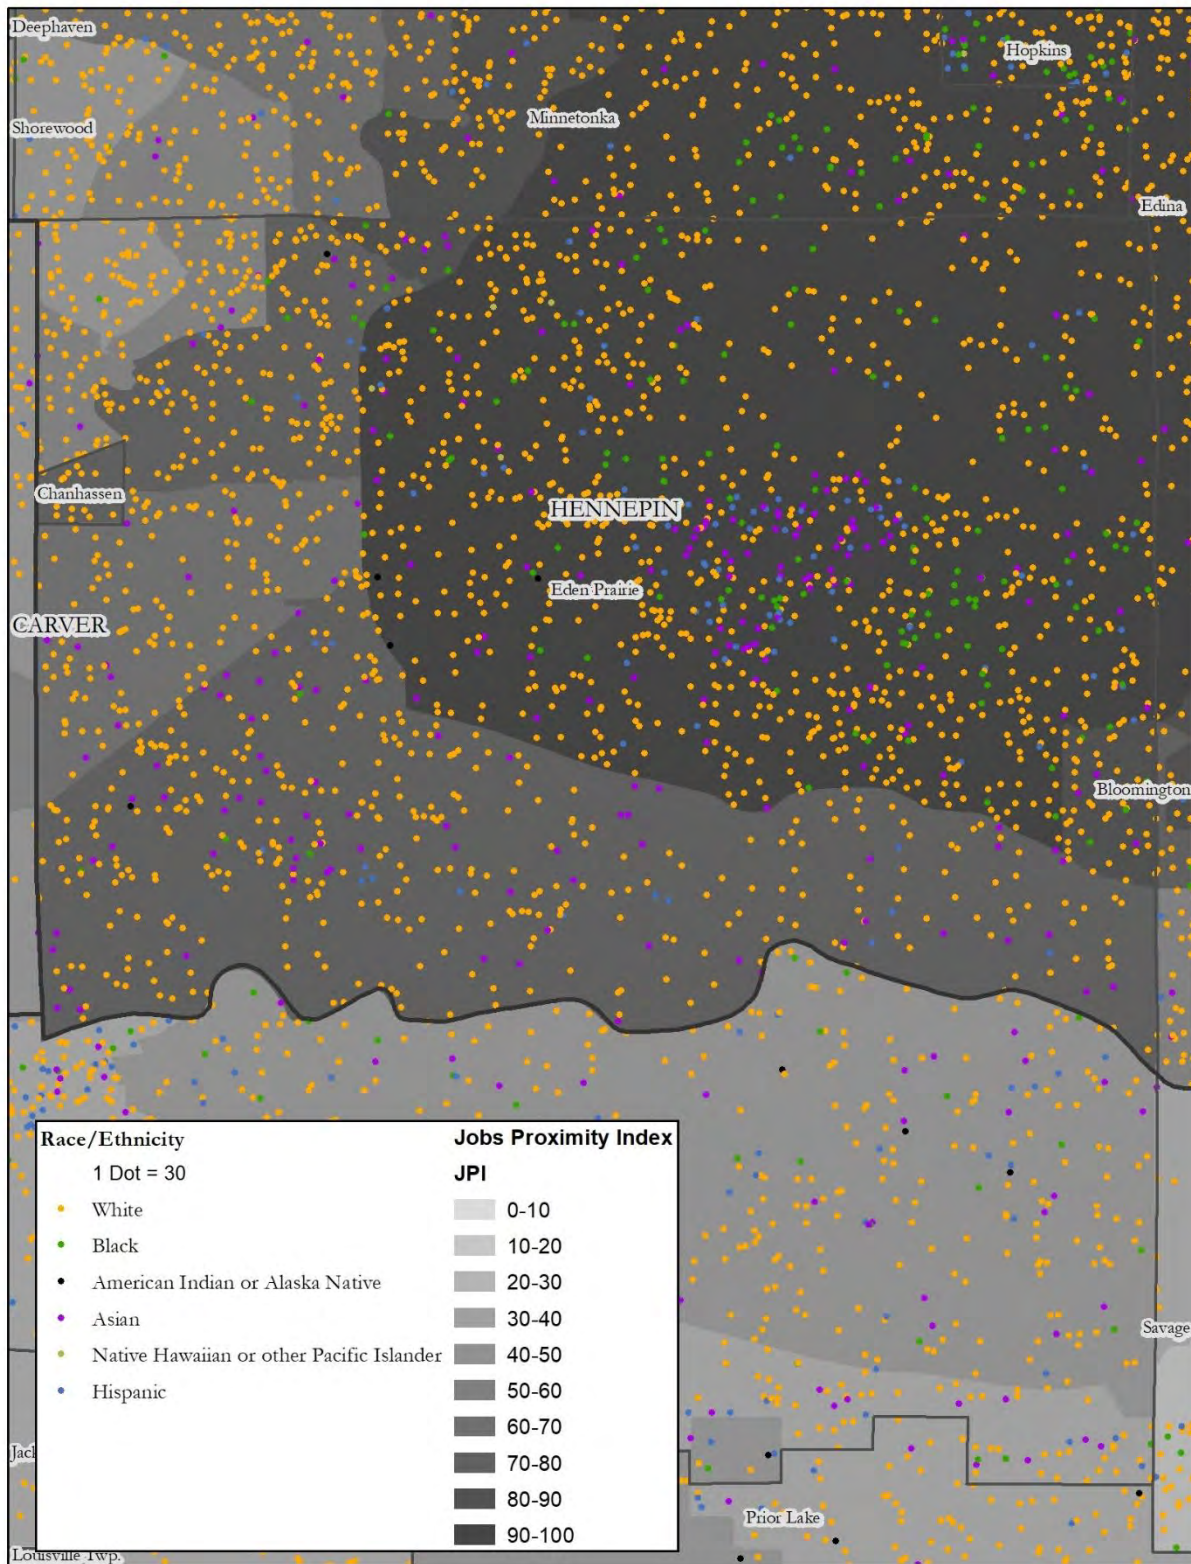 Deephaven
Hopkins
Minnetonka
Shorewood
Edina
Chanhassen
HENNEPIN
Eden Prairie
CARVER
Bloomington
Race/Ethnicity
1 Dot = 30
White
Black
American Indian or Alaska Native
Asian
Native Hawaiian or other Pacific Islander
Hispanic
Jobs Proximity Index
JPI
0-10
10-20
20-30
30-40
40-50
50-60
60-70
70-80
80-90
90-100
Savage
Prior Lake
Louisville Twp.